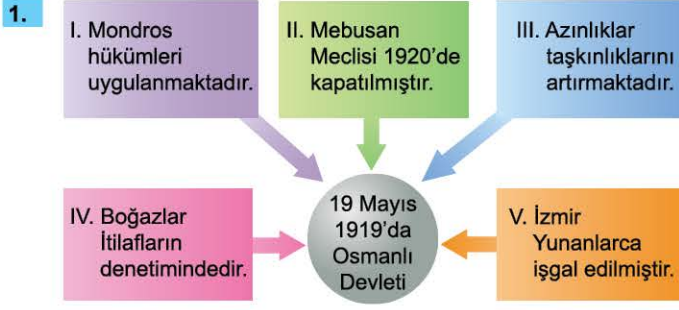 1.
I. Mondros
hükümleri
uygulanmaktadır.
II. Mebusan
Meclisi 1920’de
kapatılmıştır.
III. Azınlıklar
taşkınlıklarını
artırmaktadır.
IV. Boğazlar
İtilafların
denetimindedir.
19 Mayıs
1919’da
Osmanlı
Devleti
V. İzmir
Yunanlarca
işgal edilmiştir.